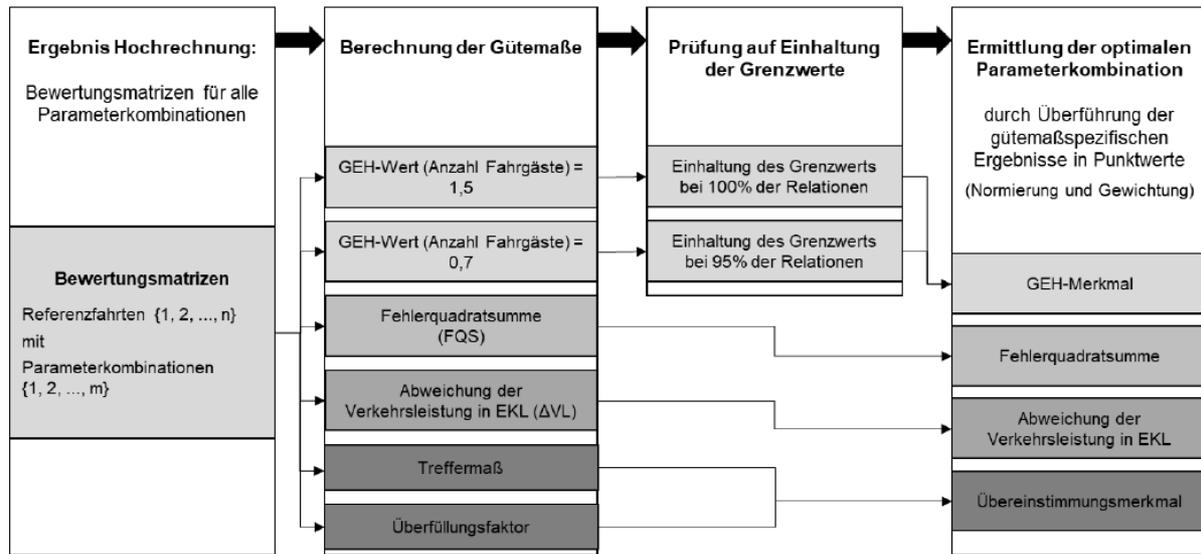 Ergebnis Hochrechnung:
Bewertungsmatrizen für alle
Parameterkombinationen
Bewertungsmatrizen
Referenzfahrten {1, 2, ..., n}
mit
Parameterkombinationen
{1, 2, ..., m}
Berechnung der Gütemaße
GEH-Wert (Anzahl Fahrgäste) =
1,5
GEH-Wert (Anzahl Fahrgäste) =
0,7
Fehlerquadratsumme
(FQS)
Abweichung der
Verkehrsleistung in EKL (ΔVL)
Treffermaß
Überfüllungsfaktor
Prüfung auf Einhaltung
der Grenzwerte
Einhaltung des Grenzwerts
bei 100% der Relationen
Einhaltung des Grenzwerts
bei 95% der Relationen
Ermittlung der optimalen
Parameterkombination
durch Überführung der
gütemaßspezifischen
Ergebnisse in Punktwerte
(Normierung und Gewichtung)
GEH-Merkmal
Fehlerquadratsumme
Abweichung der
Verkehrsleistung in EKL
Übereinstimmungsmerkmal